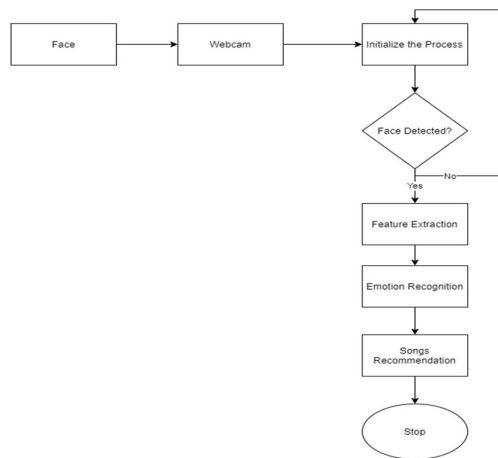 Face
Webcam
Initialize the Process
Face Detected?
No
Yes
Feature Extraction
Emotion Recognition
Songs
Recommendation
Stop